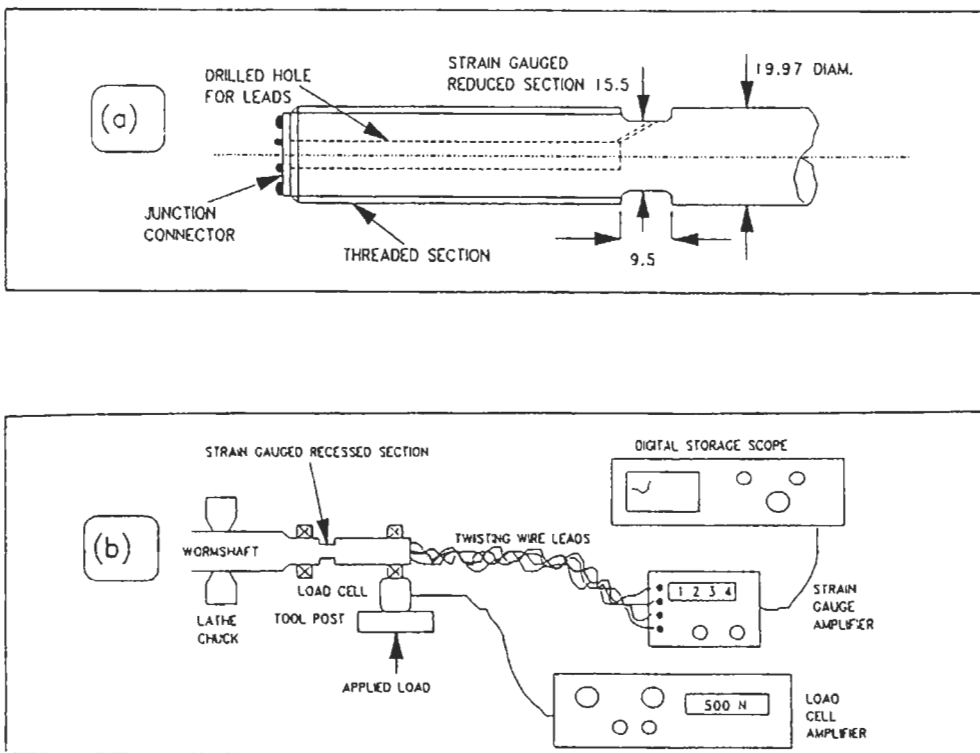 (a)
DRILLED HOLE
FOR LEADS
STRAIN GAUGED
REDUCED SECTION 15.5
19.97 DIAM.
JUNCTION
CONNECTOR
THREADED SECTION
9.5
(b)
STRAIN GAUGED RECESSED SECTION
DIGITAL STORAGE SCOPE
WORMSHAFT
TWISTING WIRE LEADS
LOAD CELL
TOOL POST
LATHE
CHUCK
APPLIED LOAD
1 2 3 4
STRAIN
GAUGE
AMPLIFIER
500 N
LOAD
CELL
AMPLIFIER